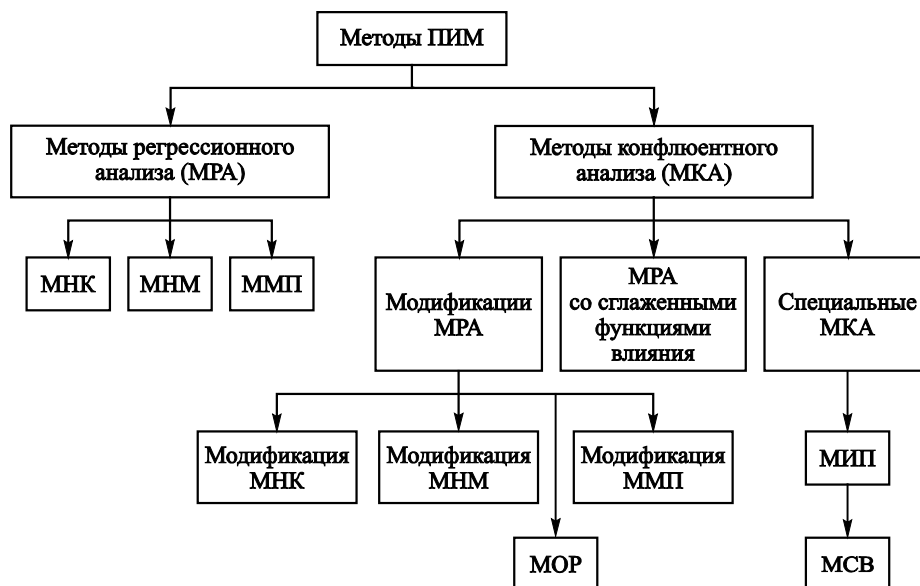 Методы ПИМ
Методы регрессионного
анализа (МРА)
Методы конфлюентного
анализа (МКА)
МНК
МНМ
ММП
Модификации
МРА
МРА
со сглаженными
функциями
влияния
Специальные
МКА
Модификация
МНК
Модификация
МНМ
Модификация
ММП
МИП
МОР
МСВ